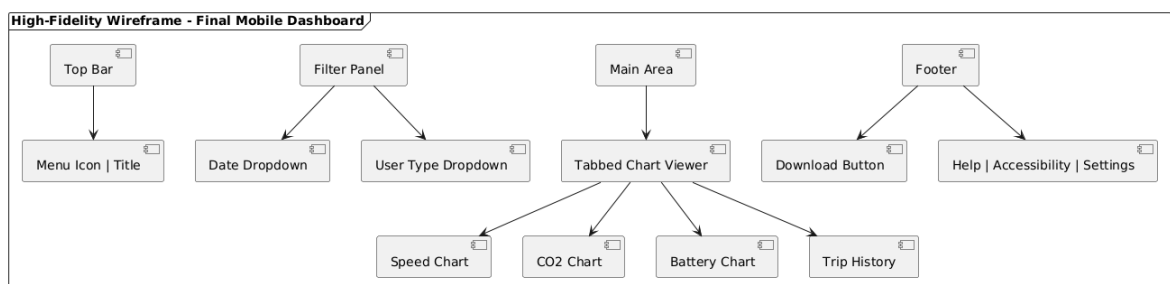 High-Fidelity Wireframe - Final Mobile Dashboard
Top Bar
Filter Panel
Main Area
Footer
Menu Icon | Title
Date Dropdown
User Type Dropdown
Tabbed Chart Viewer
Download Button
Help | Accessibility | Settings
Speed Chart
CO2 Chart
Battery Chart
Trip History